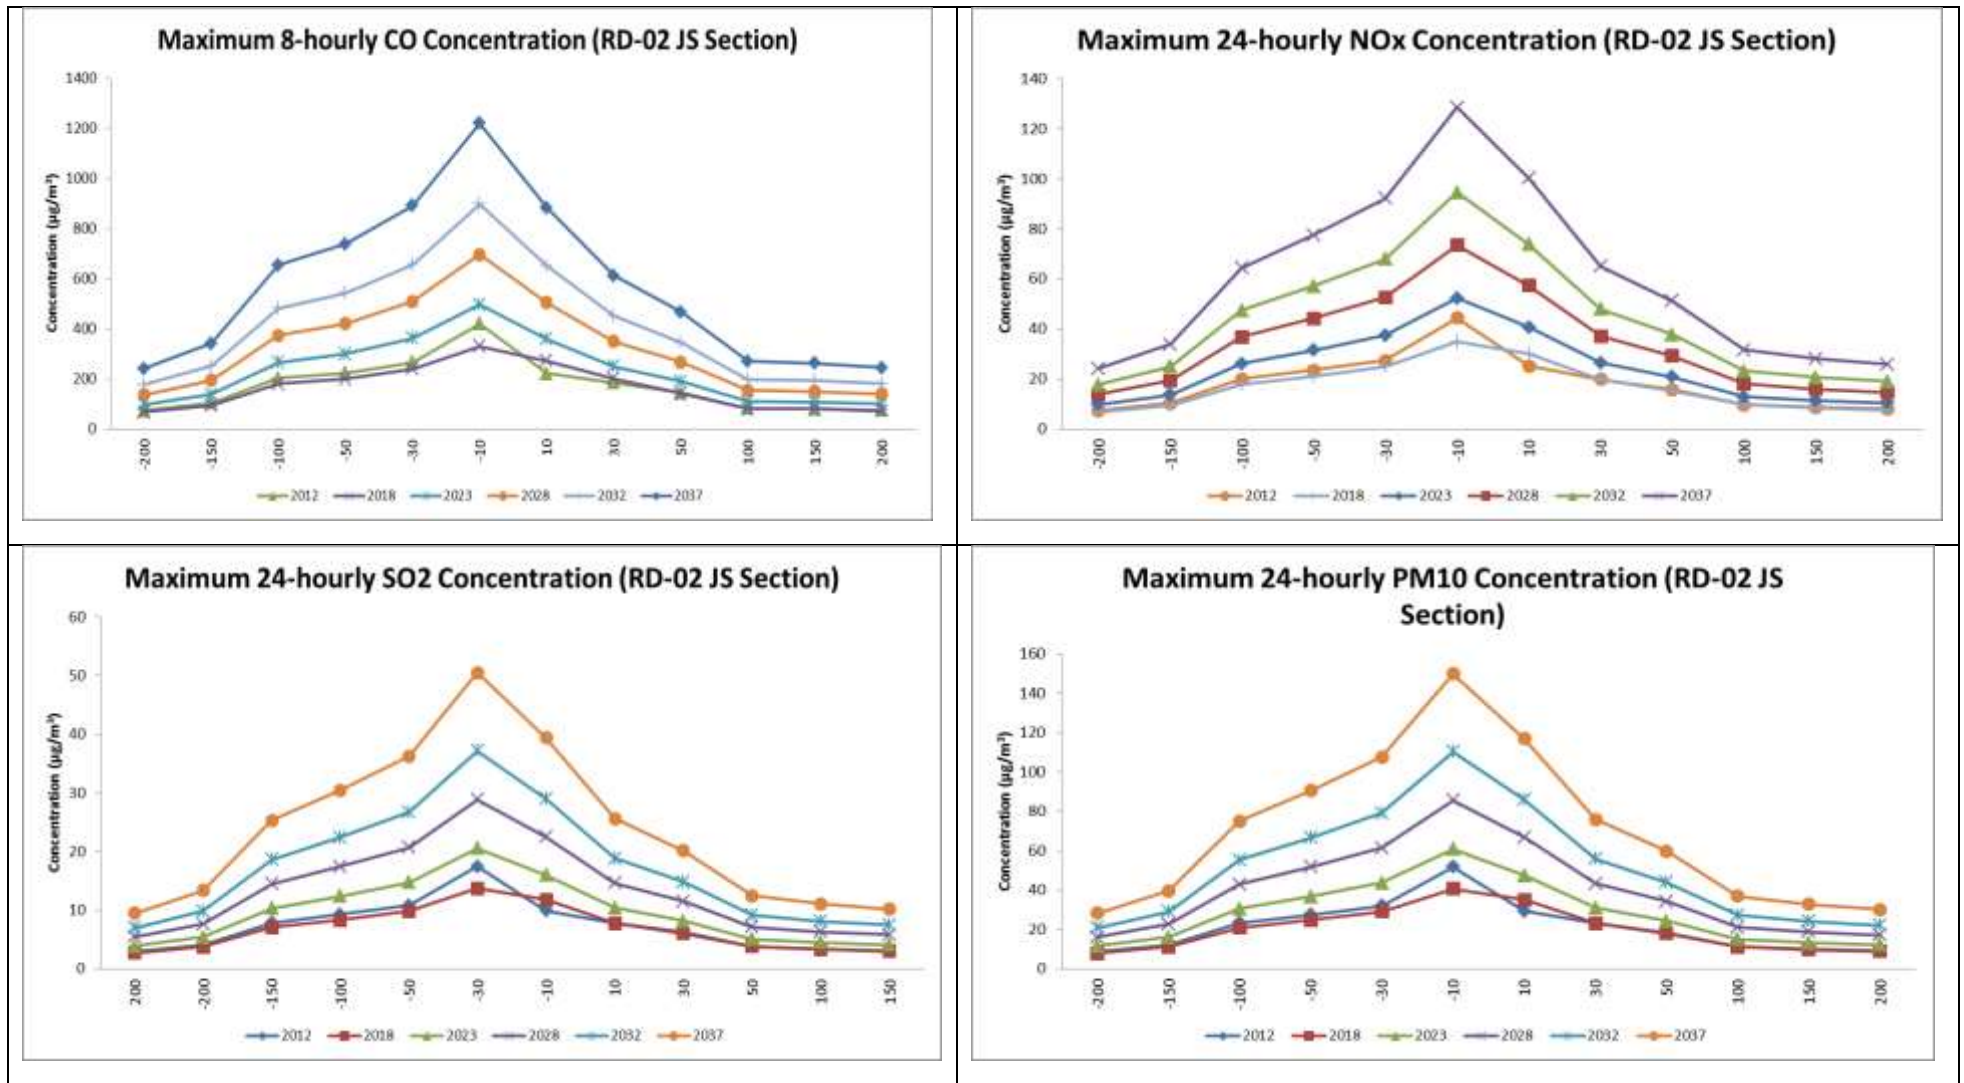 Maximum 8-hourly CO Concentration (RD-02 JS Section)
Concentration (µg/m³)
1400
1200
1000
800
600
400
200
0
-200 -150 -100 -50 -30 -10 10 30 50 100 150 200
2012 2018 2023 2028 2032 2037
Maximum 24-hourly NOx Concentration (RD-02 JS Section)
Concentration (µg/m³)
140
120
100
80
60
40
20
0
-200 -150 -100 -50 -30 -10 10 30 50 100 150 200
2012 2018 2023 2028 2032 2037
Maximum 24-hourly SO2 Concentration (RD-02 JS Section)
Concentration (µg/m³)
60
50
40
30
20
10
0
200 -200 -150 -100 -50 -30 -10 10 30 50 100 150
2012 2018 2023 2028 2032 2037
Maximum 24-hourly PM10 Concentration (RD-02 JS
Section)
Concentration (µg/m³)
160
140
120
100
80
60
40
20
0
-200 -150 -100 -50 -30 -10 10 30 50 100 150 200
2012 2018 2023 2028 2032 2037